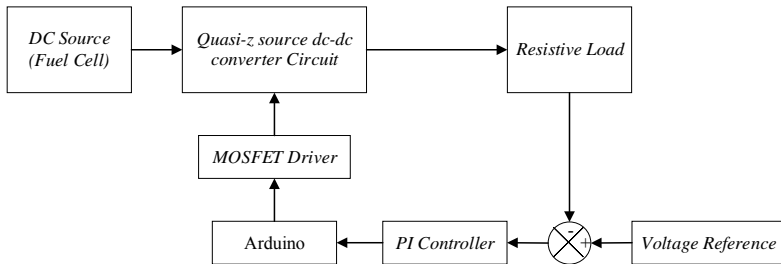 DC Source
(Fuel Cell)
Quasi-z source dc-dc
converter Circuit
Resistive Load
MOSFET Driver
-
+
Arduino
PI Controller
Voltage Reference